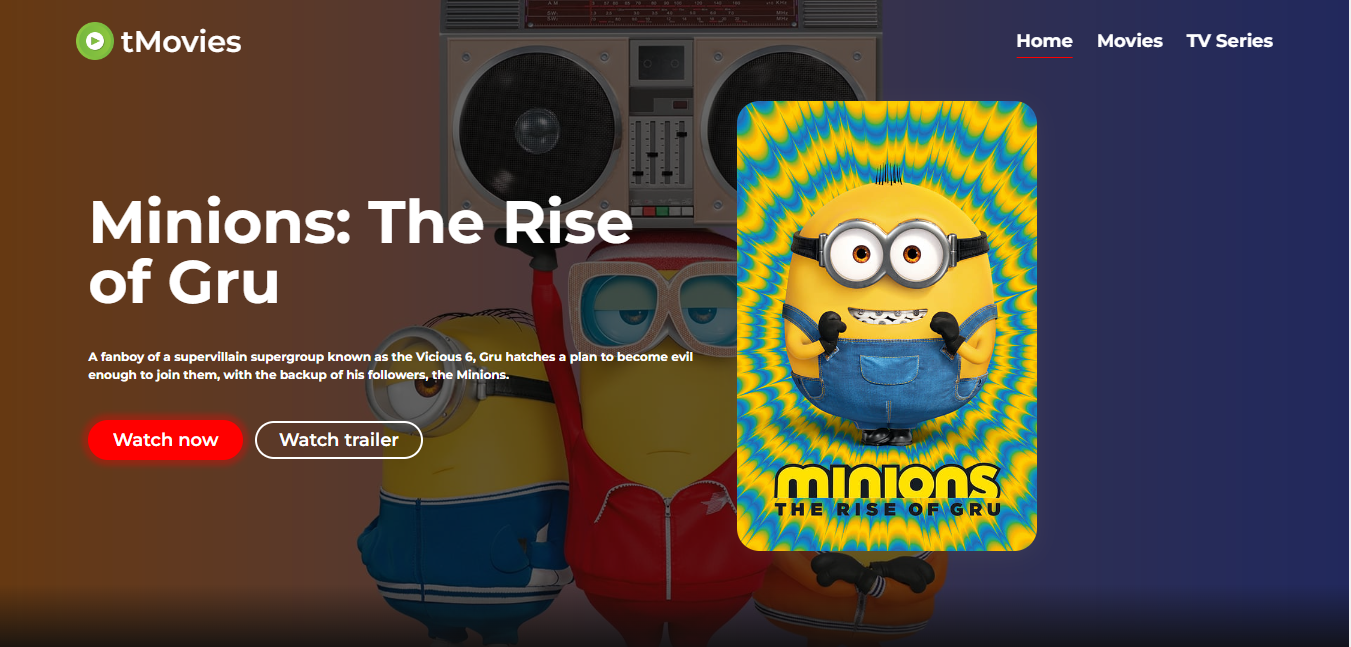 tMovies
Home Movies TV Series
Minions: The Rise
of Gru
A fanboy of a supervillain supergroup known as the Vicious 6, Gru hatches a plan to become evil
enough to join them, with the backup of his followers, the Minions.
Watch now
Watch trailer
minions
THE RISE OF GRU